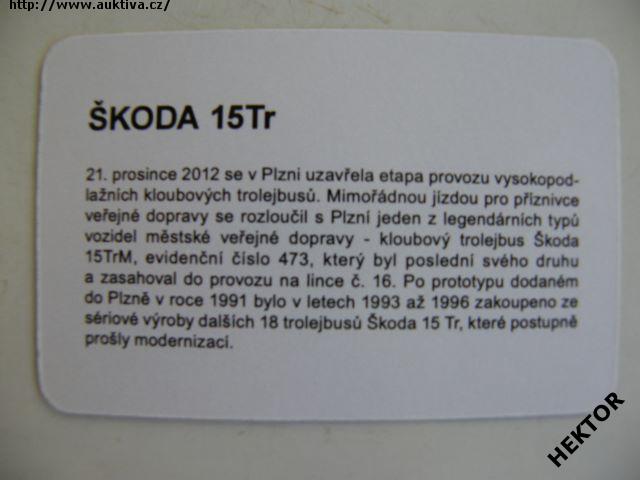 http://www.auktiva.cz/
ŠKODA 15Tr
21. prosince 2012 se v Plzni uzavřela etapa provozu vysokopod-
lažních kloubových trolejbusů. Mimořádnou jízdou pro příznivce
veřejné dopravy se rozloučil s Plzní jeden z legendárních typů
vozidel městské veřejné dopravy - kloubový trolejbus Škoda
15TrM, evidenční číslo 473, který byl poslední svého druhu
a zasahoval do provozu na lince č. 16. Po prototypu dodaném
do Plzně v roce 1991 bylo v letech 1993 až 1996 zakoupeno ze
sériové výroby dalších 18 trolejbusů Škoda 15 Tr, které postupně
prošly modernizací.
HEKTOR